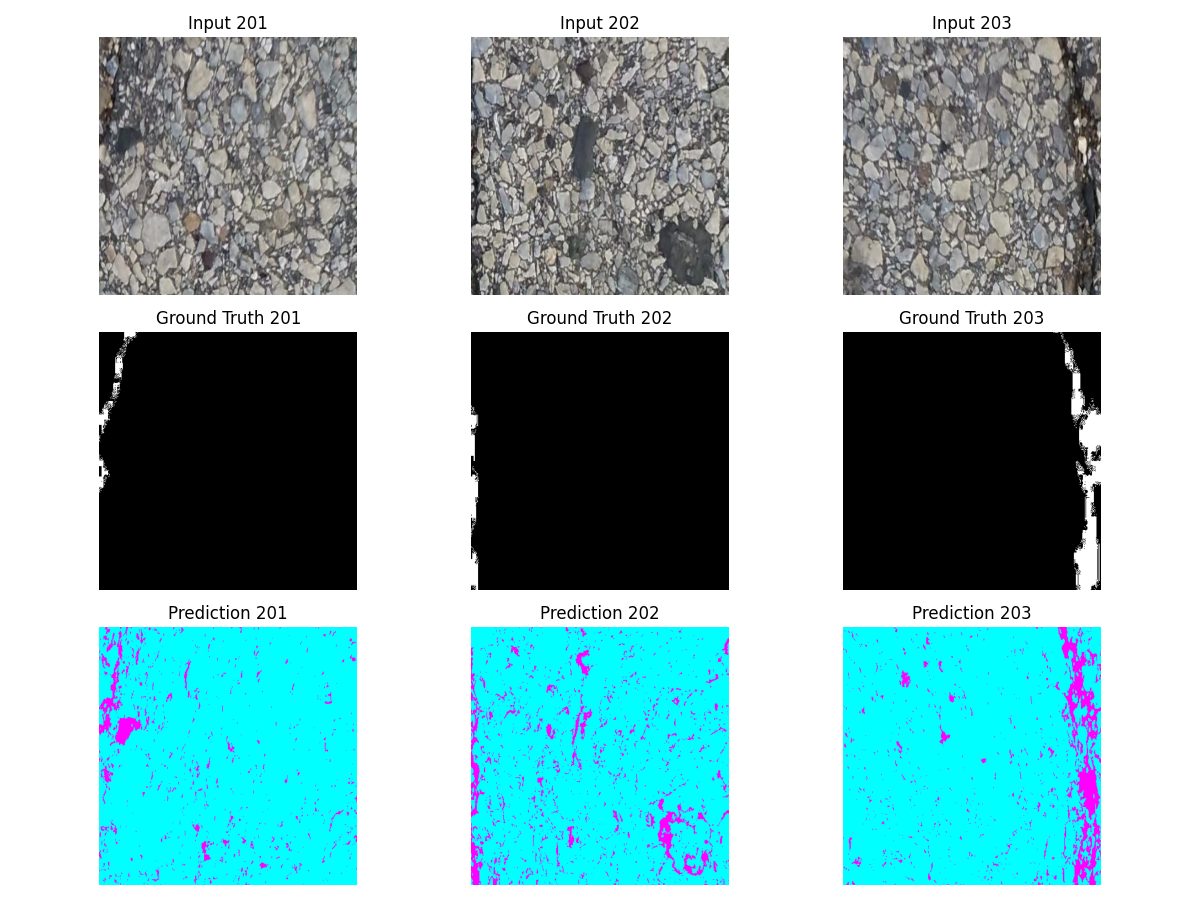 Input 201
Input 202
Input 203
Ground Truth 201
Ground Truth 202
Ground Truth 203
Prediction 201
Prediction 202
Prediction 203